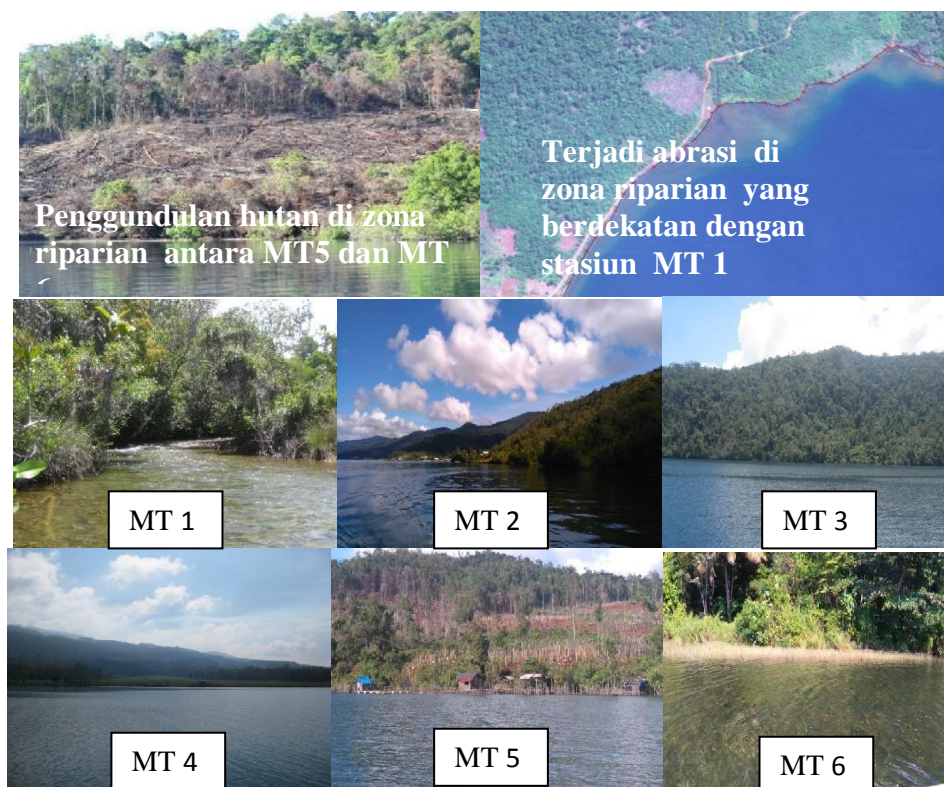 Penggundulan hutan di zona
riparian antara MT5 dan MT
Terjadi abrasi di
zona riparian yang
berdekatan dengan
stasiun MT 1
MT 1
MT 2
MT 3
MT 4
MT 5
MT 6